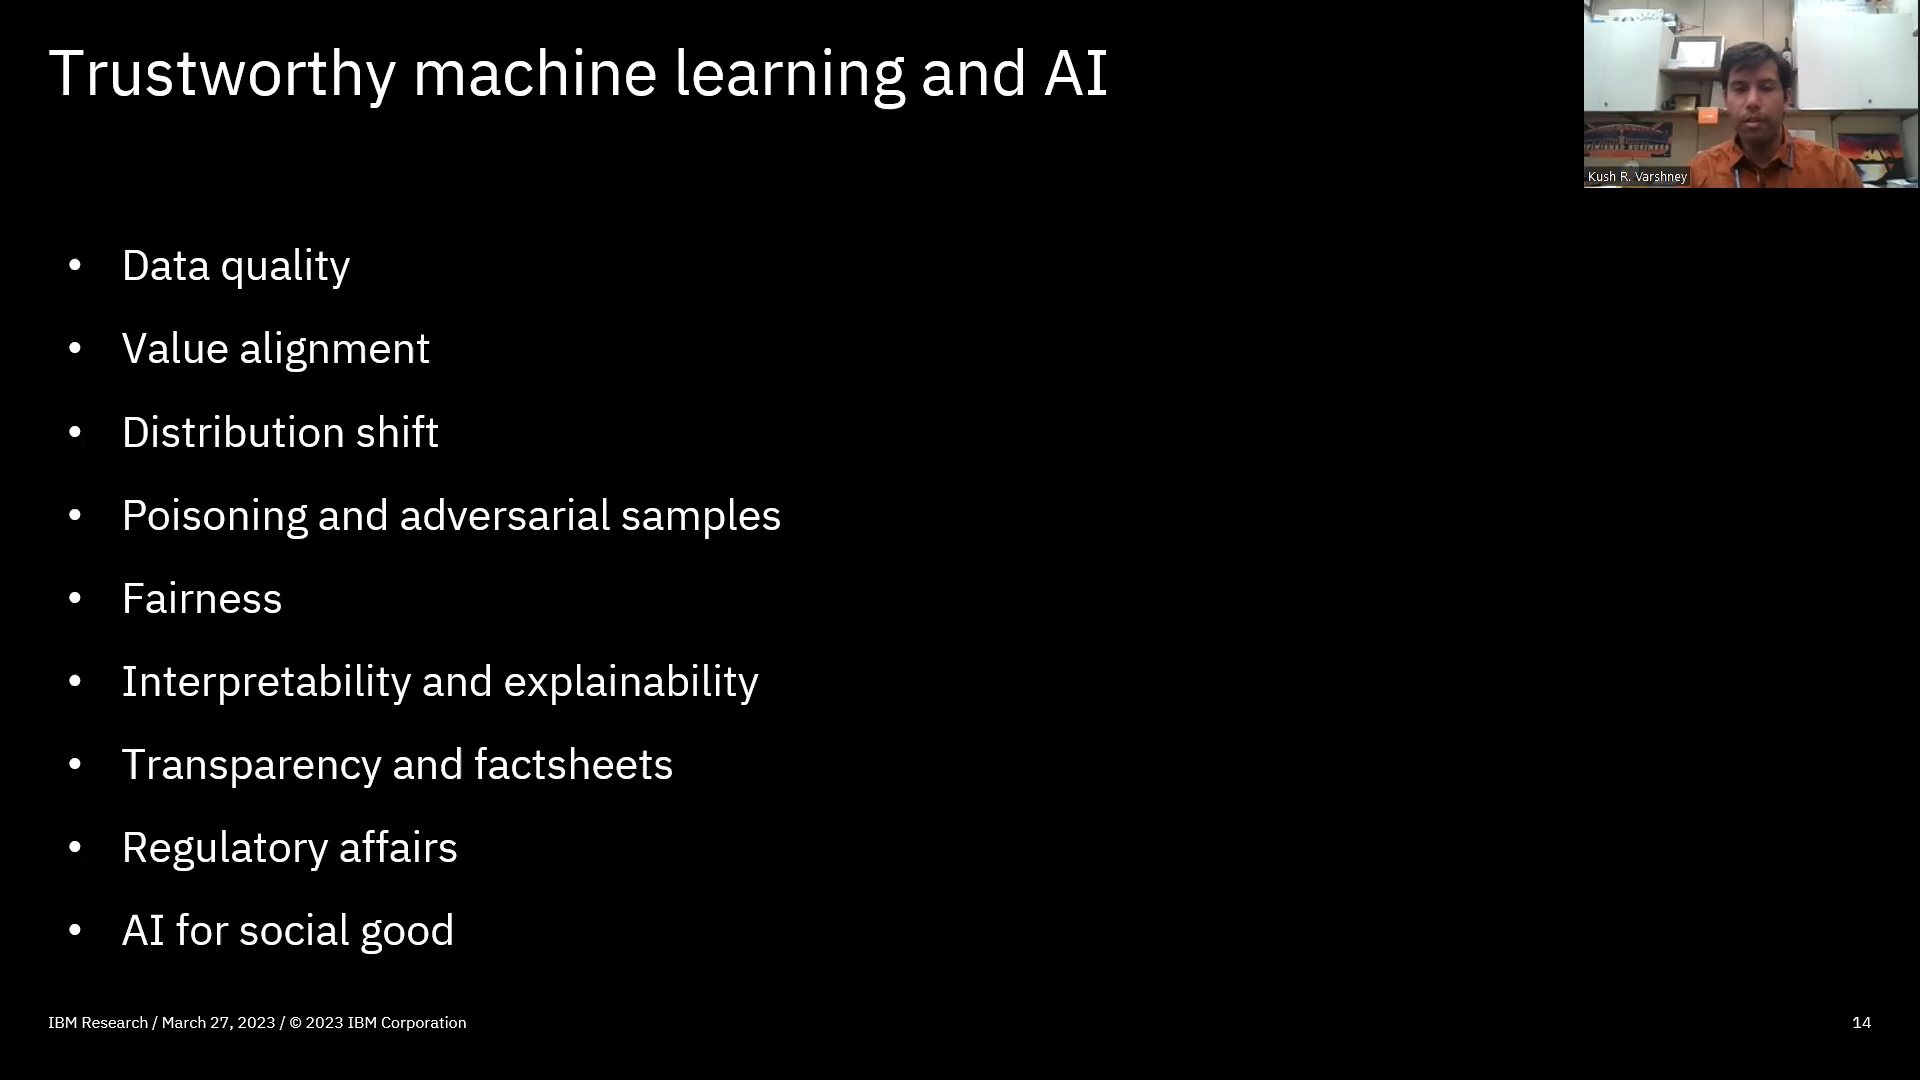 Trustworthy machine learning and AI
Kush R. Varshney
• Data quality
• Value alignment
• Distribution shift
• Poisoning and adversarial samples
• Fairness
• Interpretability and explainability
• Transparency and factsheets
• Regulatory affairs
• AI for social good
IBM Research / March 27, 2023 / © 2023 IBM Corporation
14